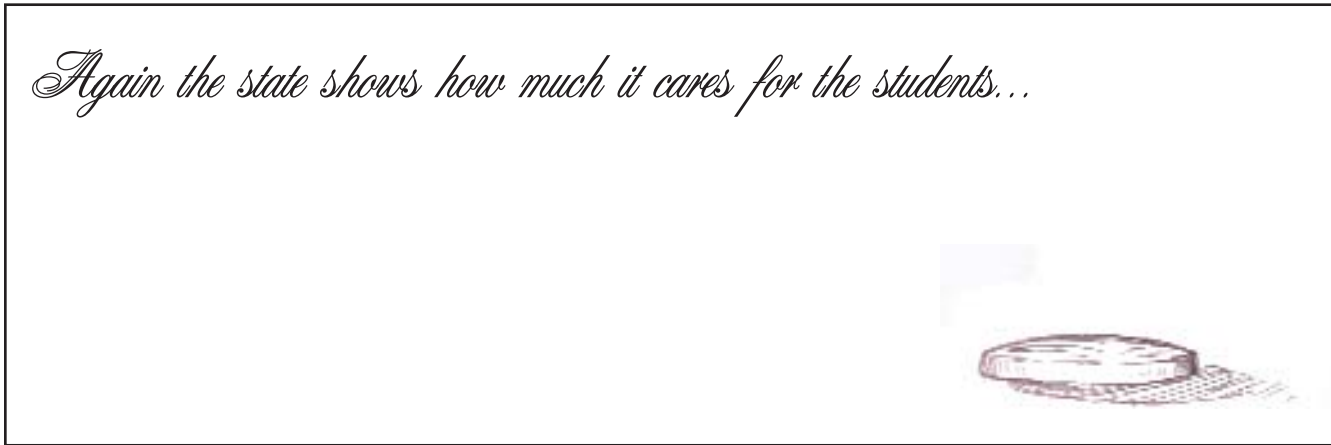 Again the state shows how much it cares for the students...